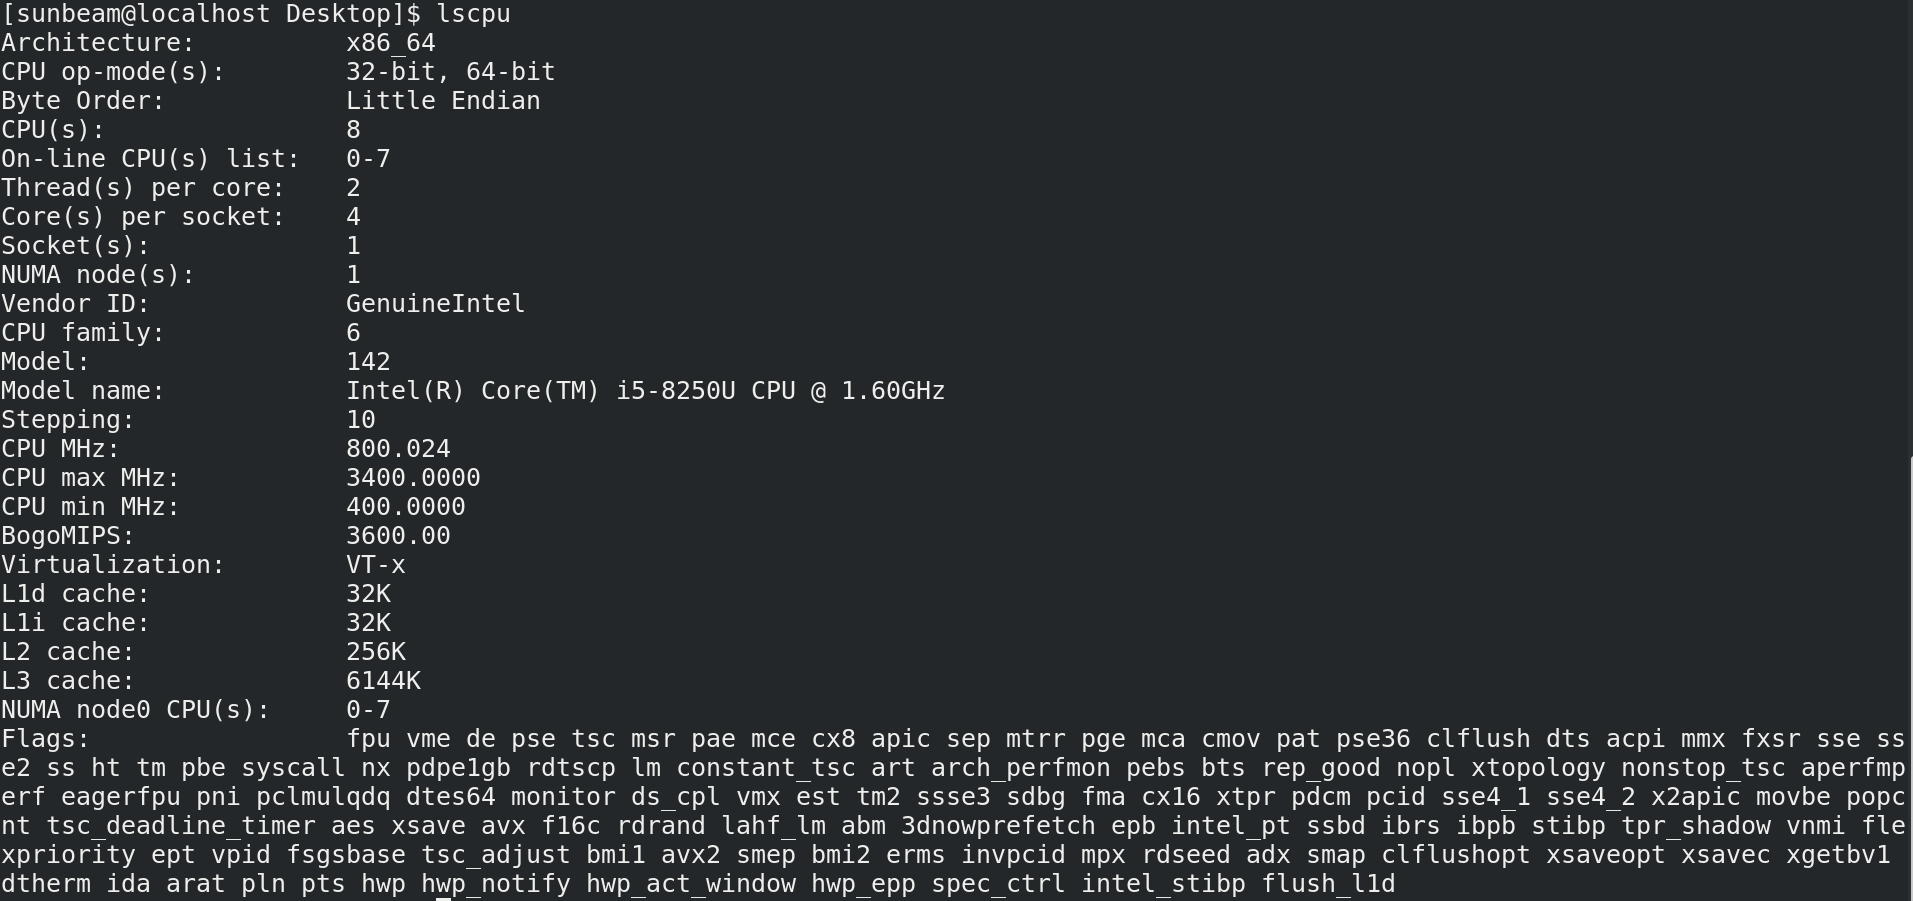 [sunbeam@localhost Desktop]$ lscpu
Architecture:          x86_64
CPU op-mode(s):        32-bit, 64-bit
Byte Order:            Little Endian
CPU(s):                8
On-line CPU(s) list:   0-7
Thread(s) per core:    2
Core(s) per socket:    4
Socket(s):             1
NUMA node(s):          1
Vendor ID:             GenuineIntel
CPU family:            6
Model:                 142
Model name:            Intel(R) Core(TM) i5-8250U CPU @ 1.60GHz
Stepping:              10
CPU MHz:               800.024
CPU max MHz:           3400.0000
CPU min MHz:           400.0000
BogoMIPS:              3600.00
Virtualization:        VT-x
L1d cache:             32K
L1i cache:             32K
L2 cache:              256K
L3 cache:              6144K
NUMA node0 CPU(s):     0-7
Flags:                 fpu vme de pse tsc msr pae mce cx8 apic sep mtrr pge mca cmov pat pse36 clflush dts acpi mmx fxsr sse ss
e2 ss ht tm pbe syscall nx pdpe1gb rdtscp lm constant_tsc art arch_perfmon pebs bts rep_good nopl xtopology nonstop_tsc aperfmp
erf eagerfpu pni pclmulqdq dtes64 monitor ds_cpl vmx est tm2 ssse3 sdbg fma cx16 xtpr pdcm pcid sse4_1 sse4_2 x2apic movbe popc
nt tsc_deadline_timer aes xsave avx f16c rdrand lahf_lm abm 3dnowprefetch epb intel_pt ssbd ibrs ibpb stibp tpr_shadow vnmi fle
xpriority ept vpid fsgsbase tsc_adjust bmi1 avx2 smep bmi2 erms invpcid mpx rdseed adx smap clflushopt xsaveopt xsavec xgetbv1
dtherm ida arat pln pts hwp hwp_notify hwp_act_window hwp_epp spec_ctrl intel_stibp flush_l1d